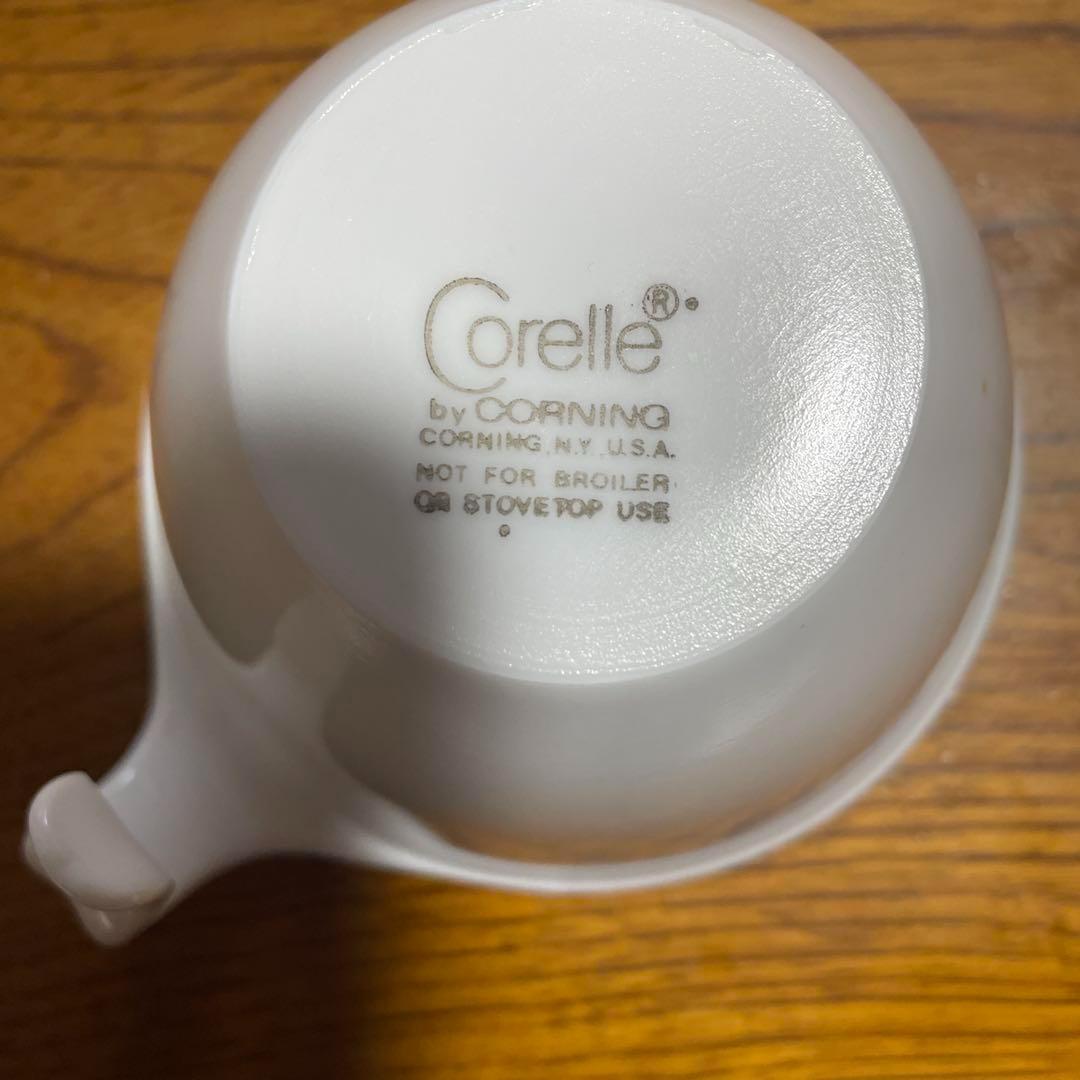 Corelle®
by CORNING
CORNING, N.Y. U.S.A.
NOT FOR BROILER
OR STOVETOP USE